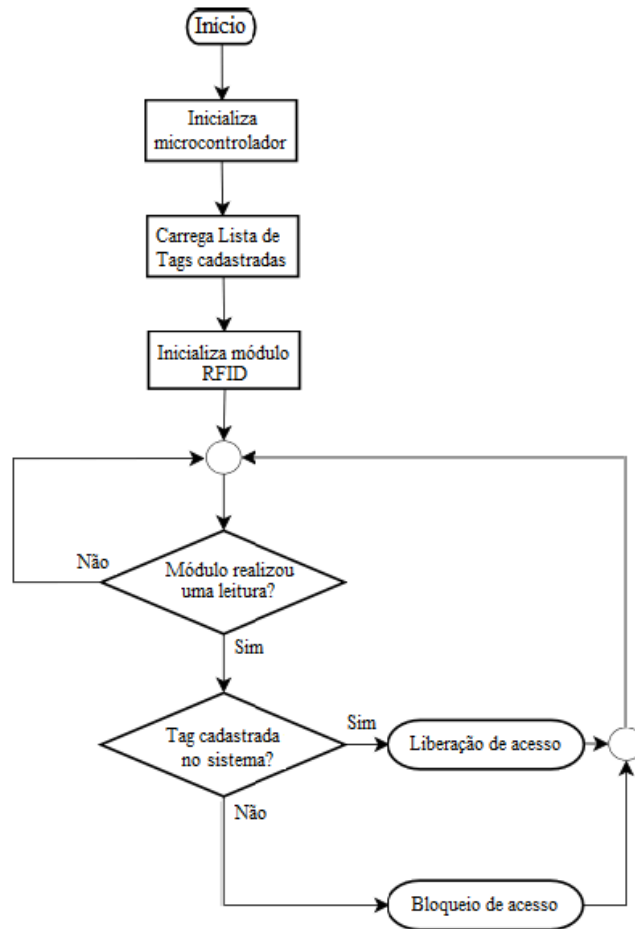 Início
Inicializa
microcontrolador
Carrega Lista de
Tags cadastradas
Inicializa módulo
RFID
Não
Módulo realizou
uma leitura?
Sim
Tag cadastrada
no sistema?
Sim
Liberação de acesso
Não
Bloqueio de acesso